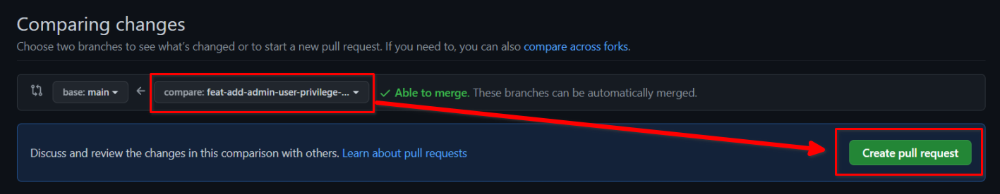 Comparing changes
Choose two branches to see what's changed or to start a new pull request. If you need to, you can also compare across forks.
base: main compare: feat-add-admin-user-privilege-... Able to merge. These branches can be automatically merged.
Discuss and review the changes in this comparison with others. Learn about pull requests Create pull request